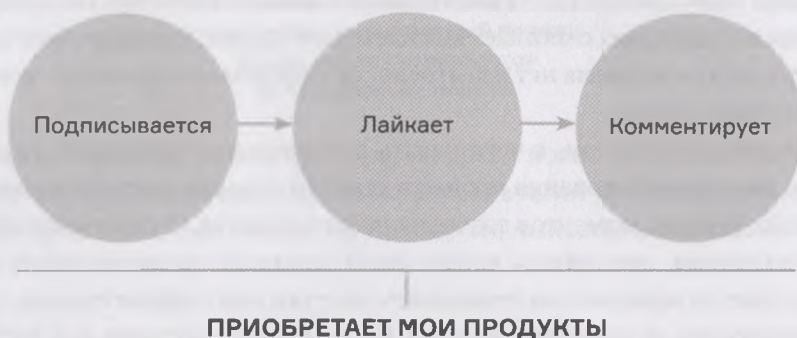 Подписывается
Лайкает
Комментирует
ПРИОБРЕТАЕТ МОИ ПРОДУКТЫ